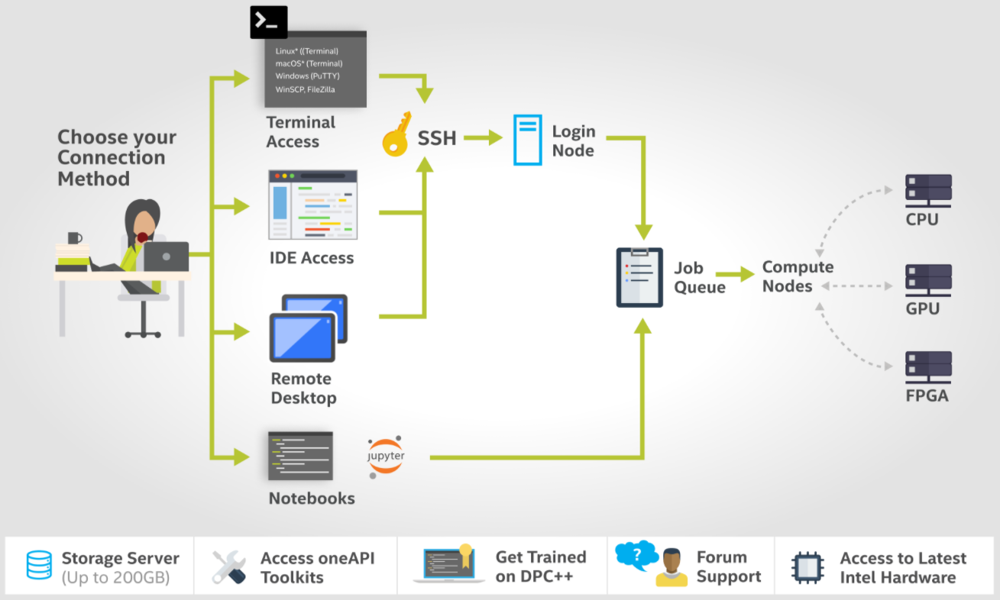 Choose your
Connection
Method
Linux* ((Terminal)
macOS* (Terminal)
Windows (PuTTY)
WinSCP, FileZilla
Terminal
Access
IDE Access
Remote
Desktop
Notebooks
jupyter
SSH
Login
Node
Job
Queue
Compute
Nodes
CPU
GPU
FPGA
Storage Server
(Up to 200GB)
Access oneAPI
Toolkits
Get Trained
on DPC++
?
Forum
Support
Access to Latest
Intel Hardware